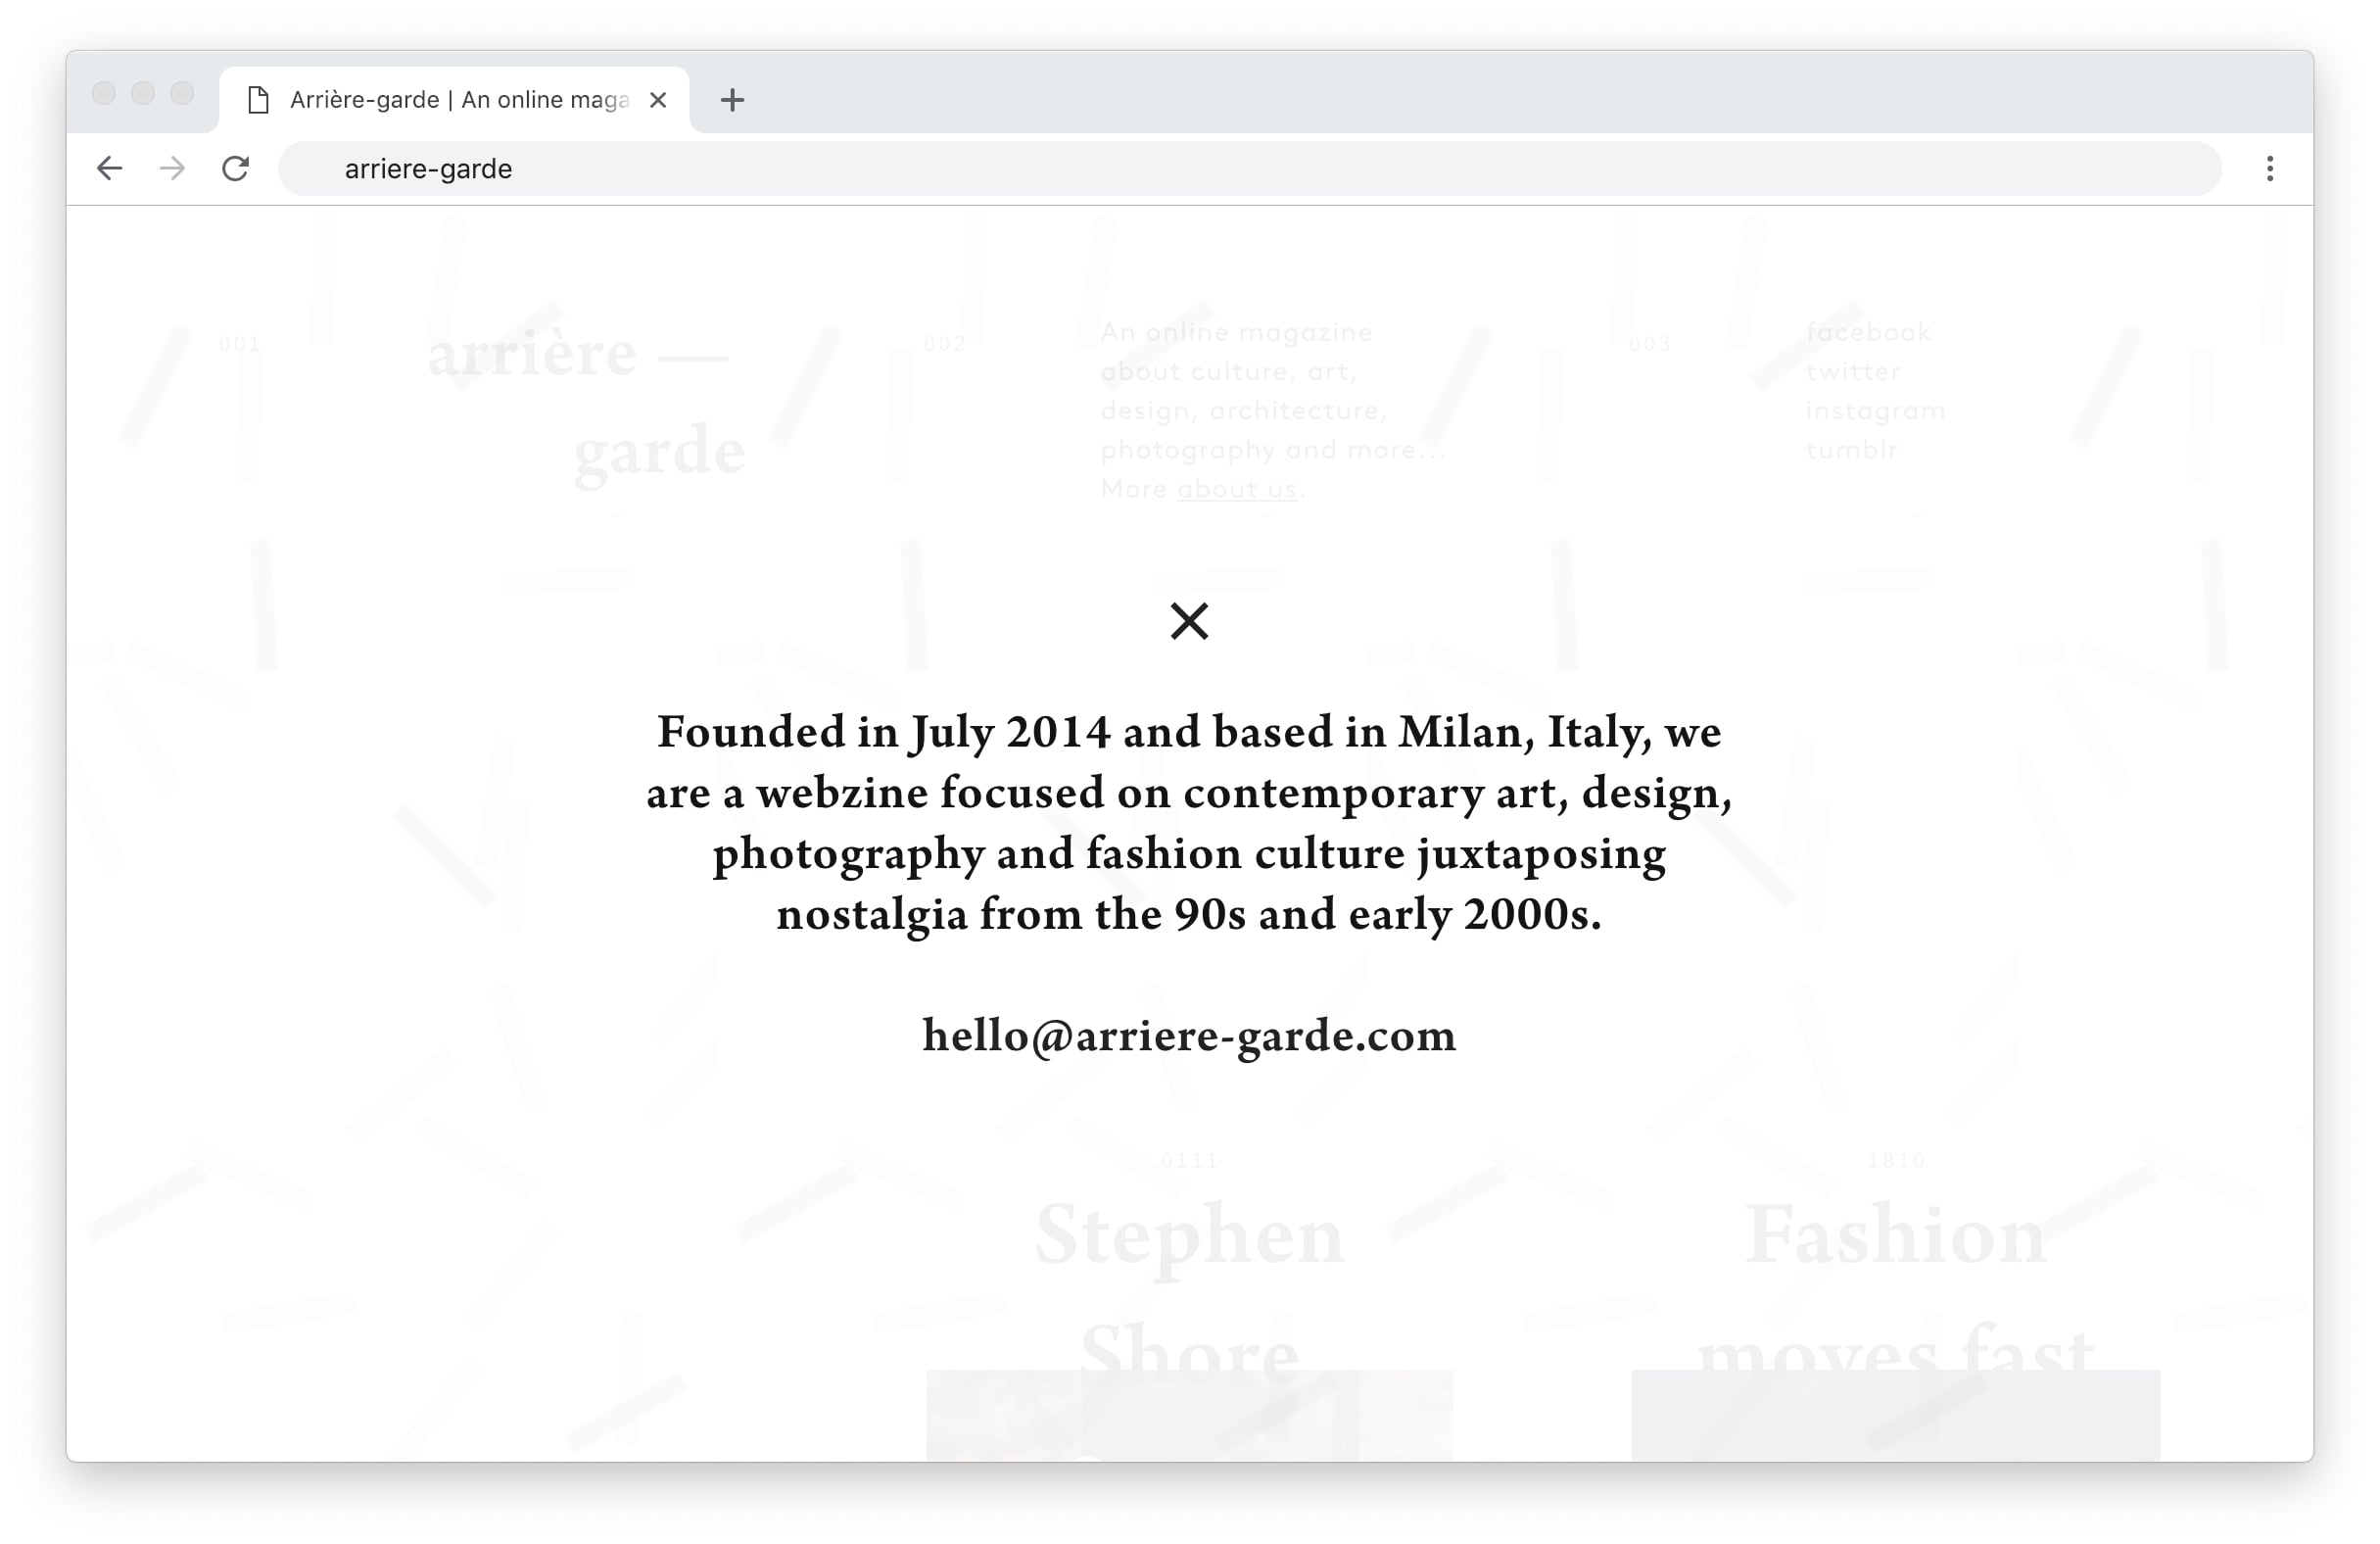 Arrière-garde | An online maga
arriere-garde
001
arrière —
garde
002
An online magazine
about culture, art,
design, architecture,
photography and more...
More about us.
003
facebook
twitter
instagram
tumblr
Founded in July 2014 and based in Milan, Italy, we
are a webzine focused on contemporary art, design,
photography and fashion culture juxtaposing
nostalgia from the 90s and early 2000s.
hello@arriere-garde.com
0111
Stephen
Shore
1810
Fashion
moves fast